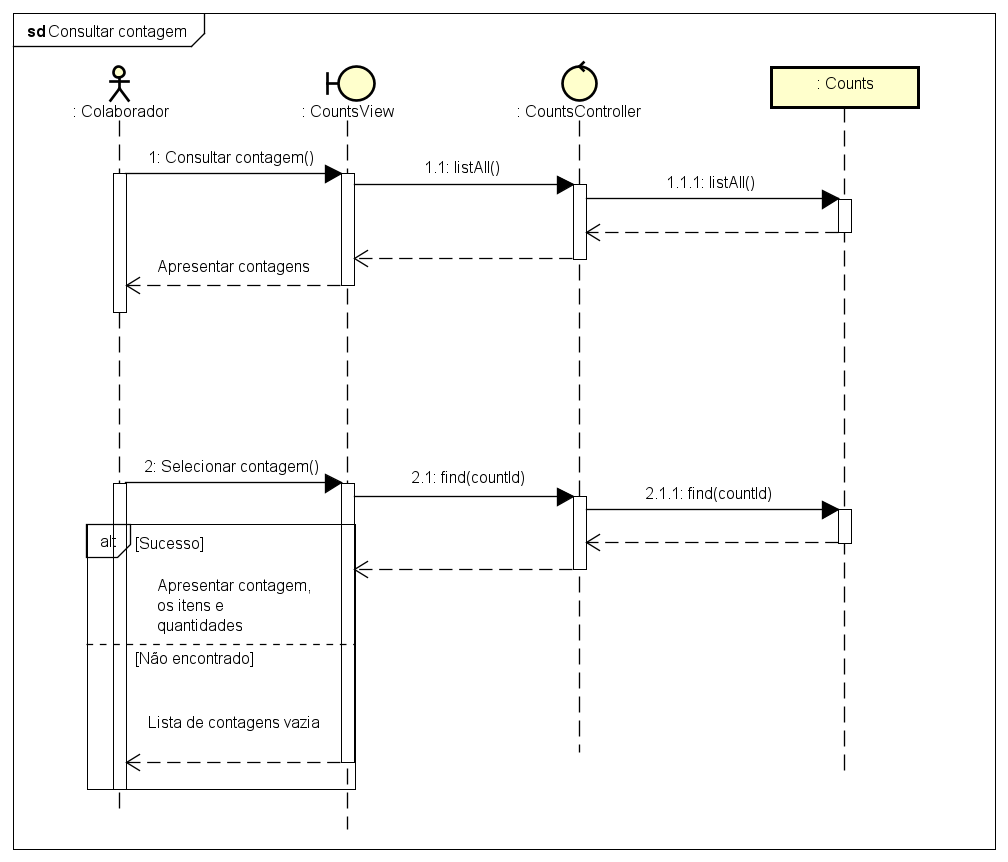 sd Consultar contagem
: Colaborador
: CountsView
: CountsController
: Counts
1: Consultar contagem()
1.1: listAll()
1.1.1: listAll()
Apresentar contagens
2: Selecionar contagem()
2.1: find(countId)
2.1.1: find(countId)
alt
[Sucesso]
Apresentar contagem,
os itens e
quantidades
[Não encontrado]
Lista de contagens vazia